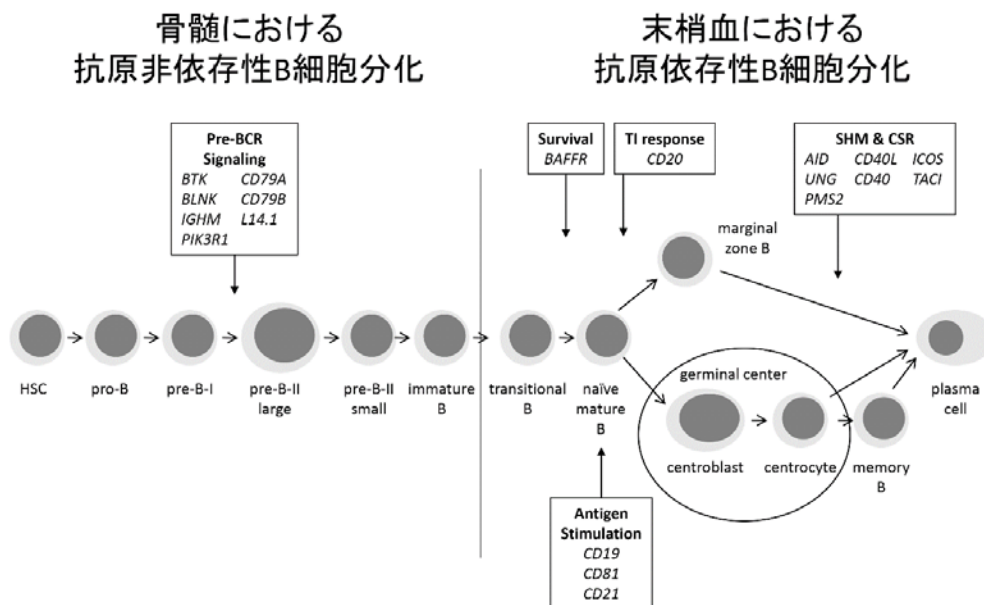 骨髄における
抗原非依存性B細胞分化
末梢血における
抗原依存性B細胞分化
Pre-BCR
Signaling
BTK CD79A
BLNK CD79B
IGHM L14.1
PIK3R1
Survival
BAFFR
TI response
CD20
SHM & CSR
AID CD40L ICOS
UNG CD40 TACI
PMS2
marginal
zone B
HSC
pro-B
pre-B-I
pre-B-II
large
pre-B-II
small
immature
B
transitional
B
naïve
mature
B
germinal center
centroblast
centrocyte
memory
B
plasma
cell
Antigen
Stimulation
CD19
CD81
CD21